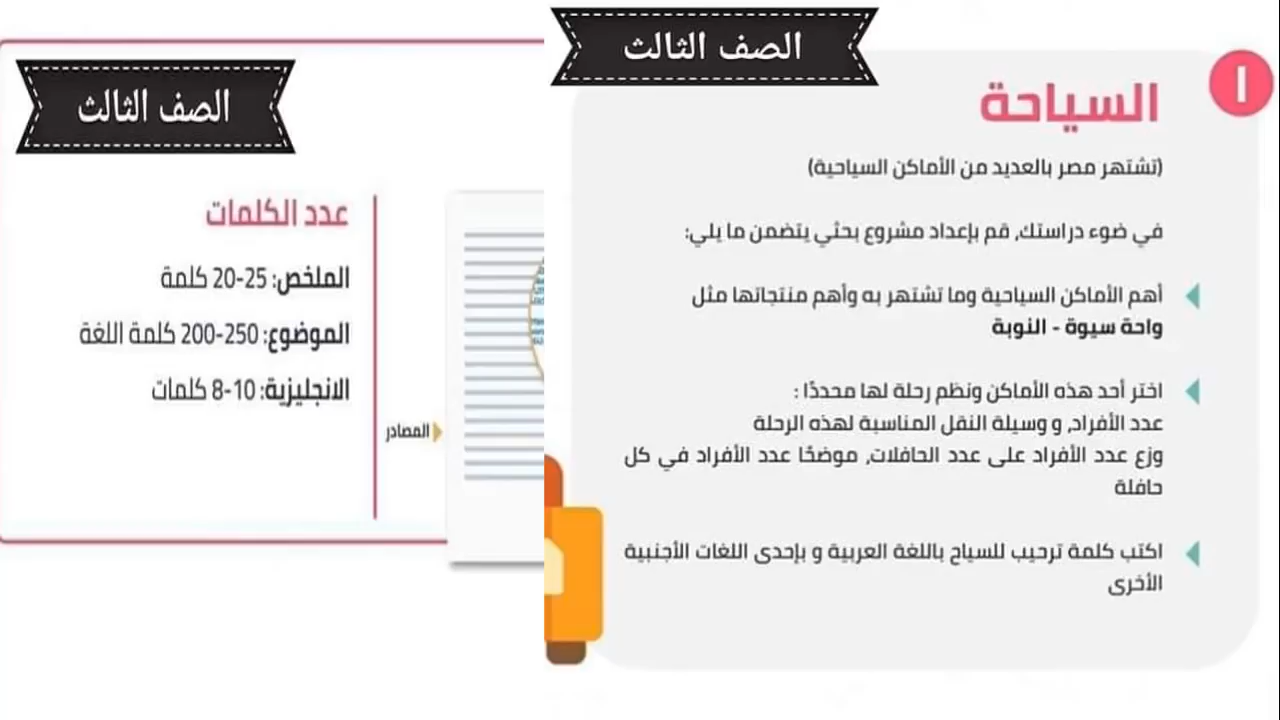 الصف الثالث
١
السياحة
(تشتهر مصر بالعديد من الأماكن السياحية)
في ضوء دراستك, قم بإعداد مشروع بحثي يتضمن ما يلي:
أهم الأماكن السياحية وما تشتهر به وأهم منتجاتها مثل
واحة سيوة - النوبة
اختر أحد هذه الأماكن ونظم رحلة لها محددًا :
عدد الأفراد, و وسيلة النقل المناسبة لهذه الرحلة
وزع عدد الأفراد على عدد الحافلات, موضحًا عدد الأفراد في كل
حافلة
اكتب كلمة ترحيب للسياح باللغة العربية و بإحدى اللغات الأجنبية
الأخرى
الصف الثالث
عدد الكلمات
الملخص: 25-20 كلمة
الموضوع: 250-200 كلمة اللغة
الانجليزية: 10-8 كلمات
المصادر